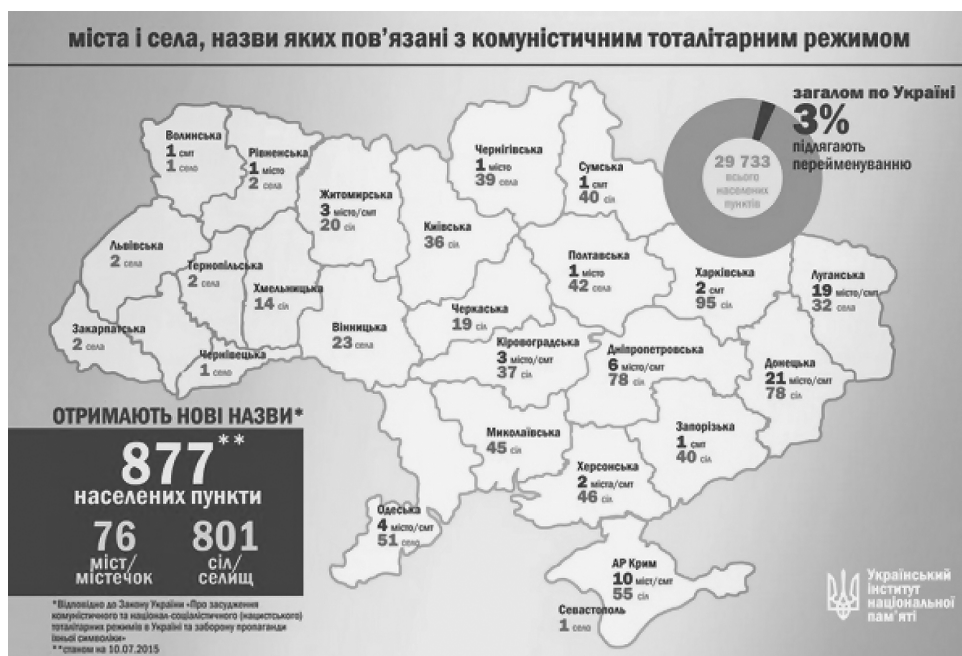 міста і села, назви яких пов’язані з комуністичним тоталітарним режимом
загалом по Україні
3%
підлягають
перейменуванню
29 733
всього
населених
пунктів
Волинська
1 смт
1 село
Рівненська
1 місто
2 села
Житомирська
3 місто/смт
20 сіл
Чернігівська
1 місто
39 села
Сумська
1 смт
40 сіл
Київська
36 сіл
Львівська
2 села
Тернопільська
2 села
Хмельницька
14 сіл
Полтавська
1 місто
42 села
Харківська
2 смт
95 сіл
Луганська
19 місто/смт
32 села
Закарпатська
2 села
Чернівецька
1 село
Вінницька
23 села
Черкаська
19 сіл
Кіровоградська
3 місто/смт
37 сіл
Дніпропетровська
6 місто/смт
78 сіл
Донецька
21 місто/смт
78 сіл
Миколаївська
45 сіл
Запорізька
1 смт
40 сіл
Херсонська
2 міста/смт
46 сіл
Одеська
4 місто/смт
51 село
АР Крим
10 міст/смт
55 сіл
Севастополь
1 село
ОТРИМАЮТЬ НОВІ НАЗВИ*
877**
населених пункти
76
міст/
містечок
801
сіл/
селищ
*Відповідно до Закону України «Про засудження
комуністичного та націонал-соціалістичного (нацистського)
тоталітарних режимів в Україні та заборону пропаганди
їхньої символіки»
**станом на 10.07.2015
Український
інститут
національної
пам’яті